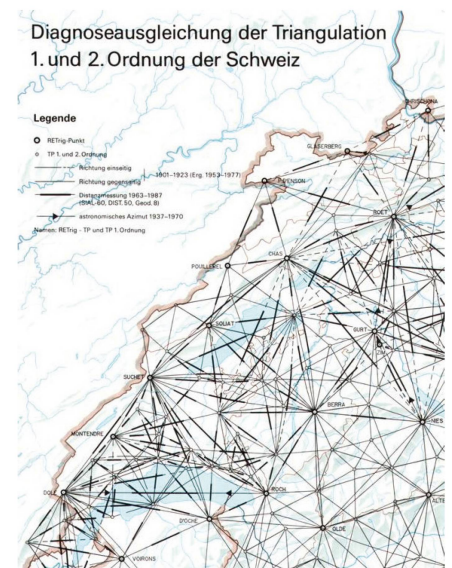 Diagnoseausgleichung der Triangulation
1. und 2. Ordnung der Schweiz
Legende
RETrig-Punkt
TP 1. und 2. Ordnung
Richtung einseitig
Richtung gegenseitig
1901–1923 (Erg. 1953–1977)
Distanzmessung 1963–1987
(SIAL 60, DIST. 50, Geod. 8)
astronomisches Azimut 1937–1970
Namen: RETrig - TP und TP 1. Ordnung
GLASERBERG
ROET
CHAS
POUILLEREL
SOLIAT
GURT
SUCHET
BERRA
MONTENDRE
DOLE
ROCH
D'OCHE
VOIRONS